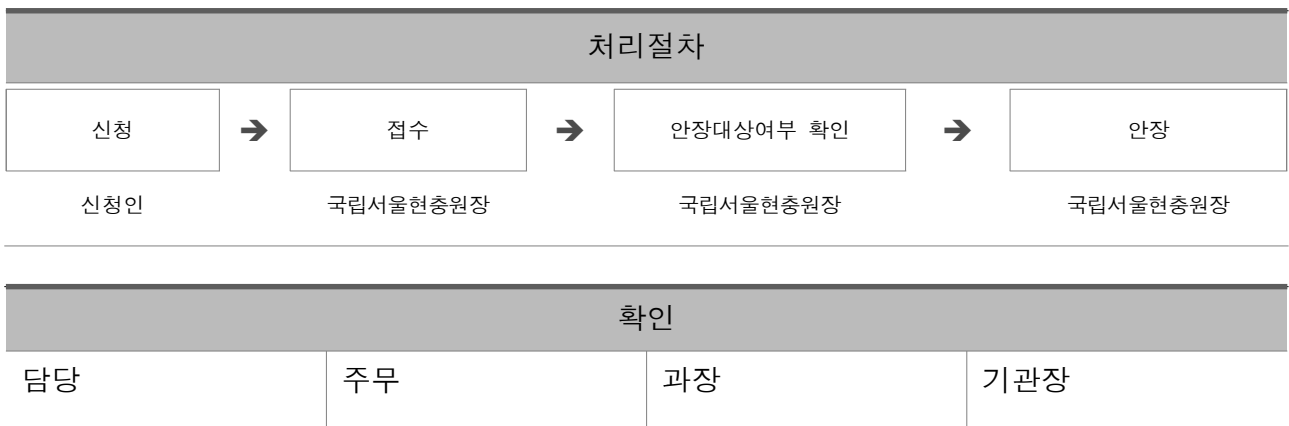 처리절차
신청 ➔ 접수 ➔ 안장대상여부 확인 ➔ 안장
신청인 국립서울현충원장 국립서울현충원장 국립서울현충원장
확인
담당 주무 과장 기관장